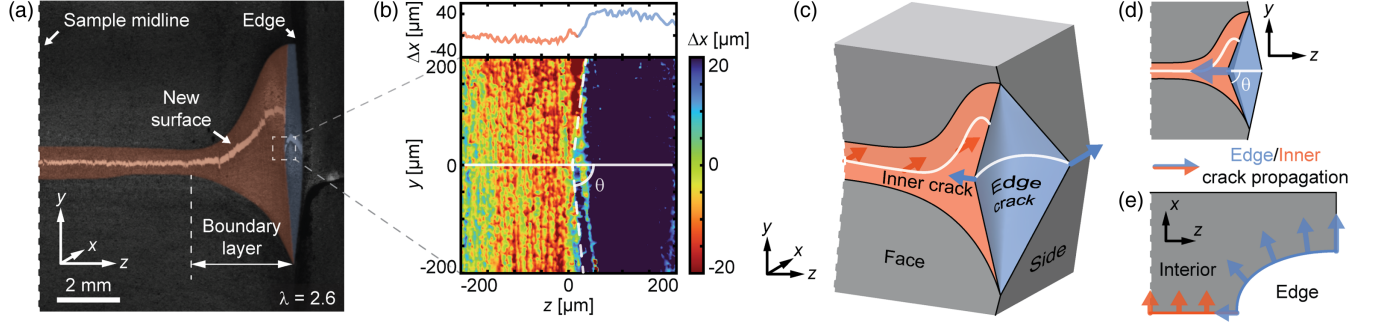 (a)
Sample midline
Edge
New
surface
Boundary
layer
y
x
z
2 mm
λ = 2.6
(b)
Δx [µm]
40
-40
200
0
-200
y [µm]
θ
-200
0
200
z [µm]
Δx [µm]
20
0
-20
(c)
Inner crack
Edge
crack
Face
Side
y
x
z
(d)
y
z
θ
Edge/Inner
crack propagation
(e)
x
z
Interior
Edge